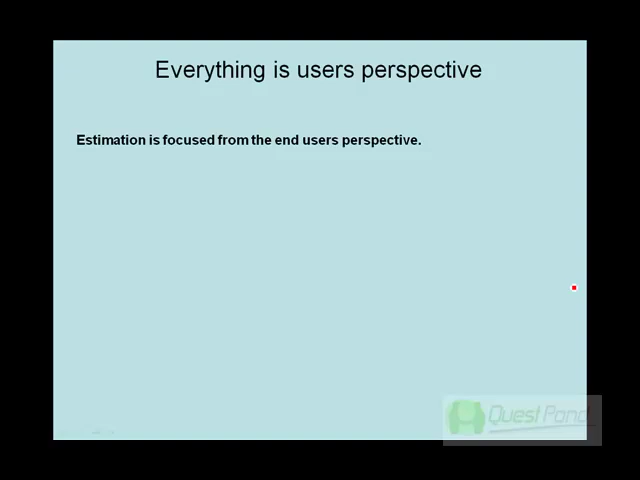 Everything is users perspective
Estimation is focused from the end users perspective.
Quest Pond